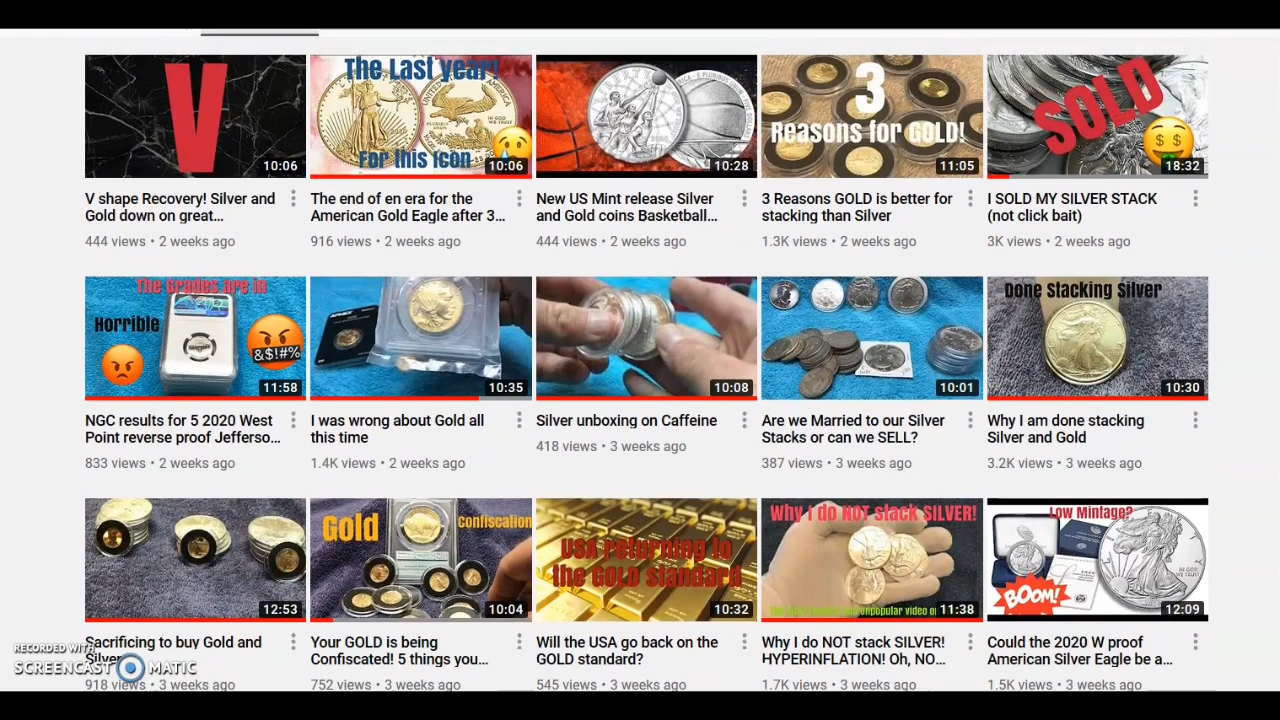 V
10:06
The Last year!
For this Icon
10:06
10:28
3
Reasons for GOLD!
11:05
SOLD
18:32
V shape Recovery! Silver and
Gold down on great...
444 views • 2 weeks ago
The end of en era for the
American Gold Eagle after 3...
916 views • 2 weeks ago
New US Mint release Silver
and Gold coins Basketball...
444 views • 2 weeks ago
3 Reasons GOLD is better for
stacking than Silver
1.3K views • 2 weeks ago
I SOLD MY SILVER STACK
(not click bait)
3K views • 2 weeks ago
The Grades are in
Horrible
&$!#%
11:58
10:35
10:08
10:01
Done Stacking Silver
10:30
NGC results for 5 2020 West
Point reverse proof Jefferso...
833 views • 2 weeks ago
I was wrong about Gold all
this time
1.4K views • 2 weeks ago
Silver unboxing on Caffeine
418 views • 3 weeks ago
Are we Married to our Silver
Stacks or can we SELL?
387 views • 3 weeks ago
Why I am done stacking
Silver and Gold
3.2K views • 3 weeks ago
12:53
Gold
Confiscation
10:04
USA returning to
the GOLD standard
10:32
Why I do NOT stack SILVER!
unpopular video
11:38
Low Mintage?
BOOM!
12:09
Sacrificing to buy Gold and
Silver
918 views • 3 weeks ago
Your GOLD is being
Confiscated! 5 things you...
752 views • 3 weeks ago
Will the USA go back on the
GOLD standard?
545 views • 3 weeks ago
Why I do NOT stack SILVER!
HYPERINFLATION! Oh, NO...
1.7K views • 3 weeks ago
Could the 2020 W proof
American Silver Eagle be a...
1.5K views • 3 weeks ago
RECORDED WITH
SCREENCAST MATIC